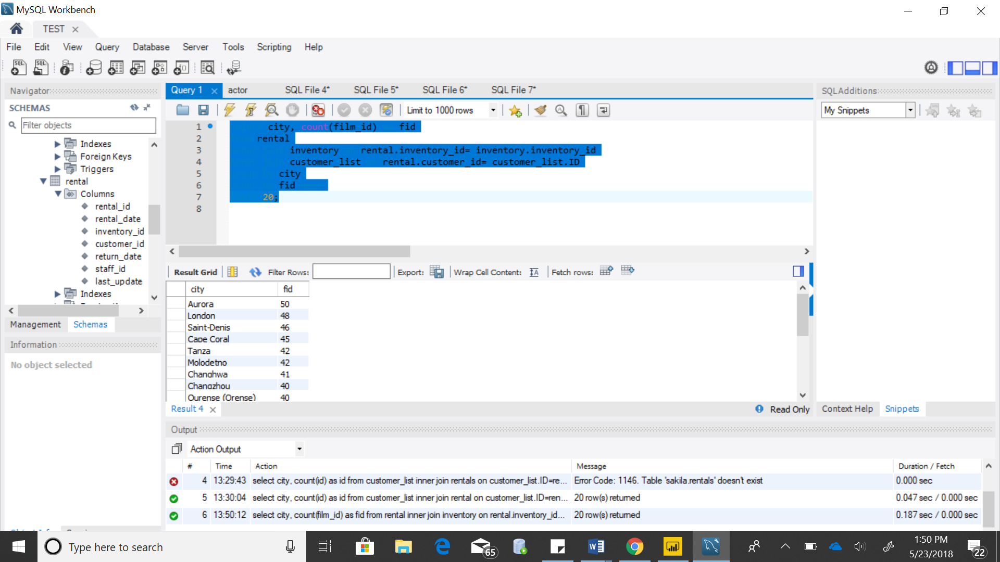 MySQL Workbench
TEST
File Edit View Query Database Server Tools Scripting Help
Navigator
SCHEMAS
Filter objects
Indexes
Foreign Keys
Triggers
rental
Columns
rental_id
rental_date
inventory_id
customer_id
return_date
staff_id
last_update
Indexes
Management Schemas
Information
No object selected
Query 1 actor SQL File 4* SQL File 5* SQL File 6* SQL File 7*
Limit to 1000 rows
1 city, count(film_id) fid
2 rental
3 inventory rental.inventory_id= inventory.inventory_id
4 customer_list rental.customer_id= customer_list.ID
5 city
6 fid
7 20;
8
Result Grid Filter Rows: Export: Wrap Cell Content: Fetch rows:
city fid
Aurora 50
London 48
Saint-Denis 46
Cape Coral 45
Tanza 42
Molodetno 42
Changhwa 41
Changzhou 40
Ourense (Orense) 40
Result 4
Read Only
SQLAdditions
My Snippets
Context Help Snippets
Output
Action Output
# Time Action Message Duration / Fetch
4 13:29:43 select city, count(id) as id from customer_list inner join rentals on customer_list.ID=re... Error Code: 1146. Table 'sakila.rentals' doesn't exist 0.000 sec
5 13:30:04 select city, count(id) as id from customer_list inner join rental on customer_list.ID=ren... 20 row(s) returned 0.047 sec / 0.000 sec
6 13:50:12 select city, count(film_id) as fid from rental inner join inventory on rental.inventory_id... 20 row(s) returned 0.187 sec / 0.000 sec
Type here to search
65
1:50 PM
5/23/2018
22